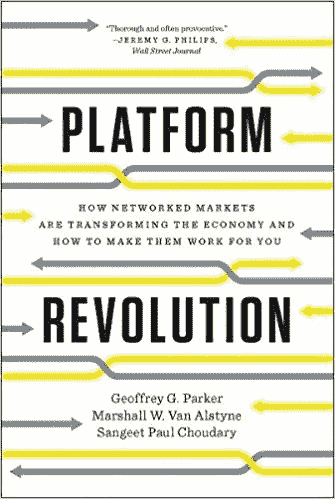 "Thorough and often provocative."
–JEREMY G. PHILIPS,
Wall Street Journal
PLATFORM
HOW NETWORKED MARKETS
ARE TRANSFORMING THE ECONOMY AND
HOW TO MAKE THEM WORK FOR YOU
REVOLUTION
Geoffrey G. Parker
Marshall W. Van Alstyne
Sangeet Paul Choudary